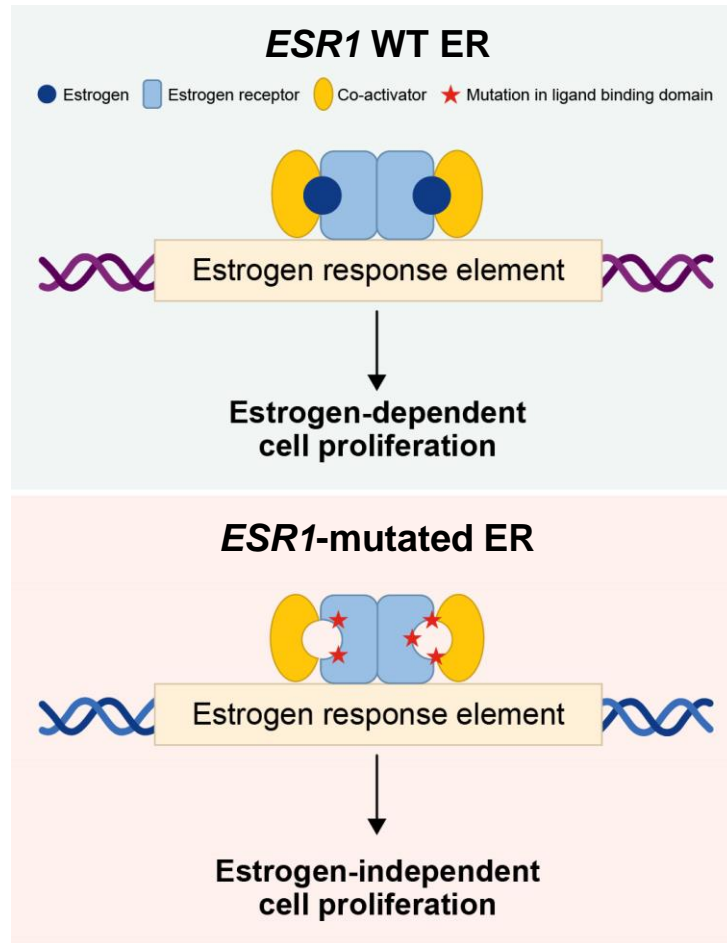 ESR1 WT ER
Estrogen Estrogen receptor Co-activator Mutation in ligand binding domain
Estrogen response element
Estrogen-dependent
cell proliferation
ESR1-mutated ER
Estrogen response element
Estrogen-independent
cell proliferation